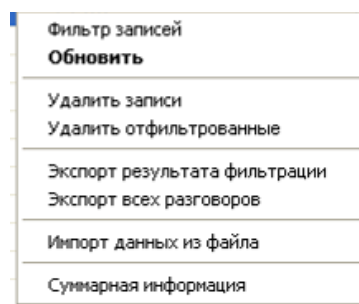 Фильтр записей
Обновить
Удалить записи
Удалить отфильтрованные
Экспорт результата фильтрации
Экспорт всех разговоров
Импорт данных из файла
Суммарная информация